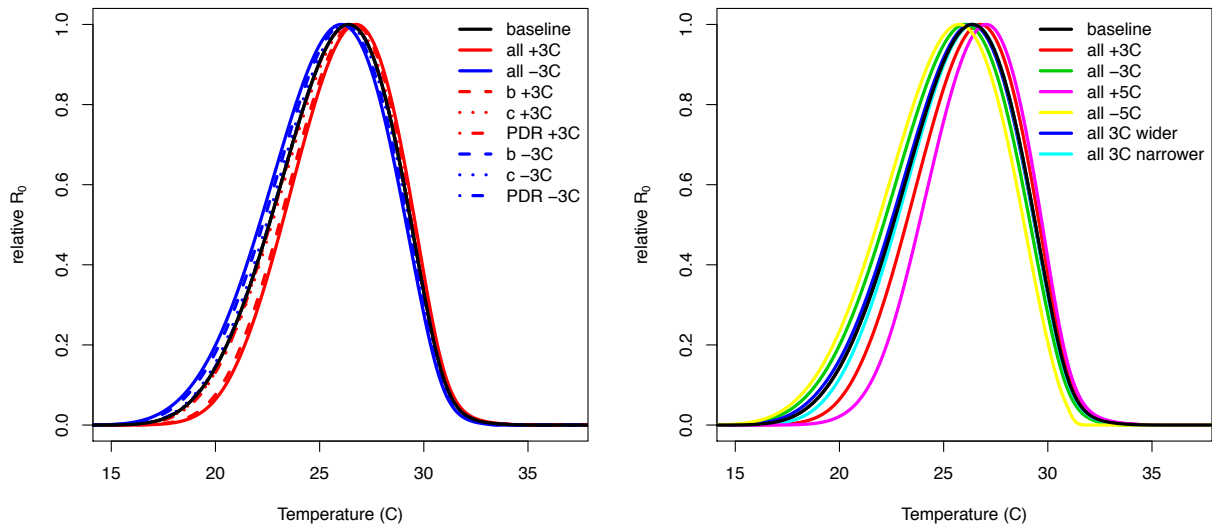 relative R0
0.0
0.2
0.4
0.6
0.8
1.0
baseline
all +3C
all −3C
b +3C
c +3C
PDR +3C
b −3C
c −3C
PDR −3C
15 20 25 30 35
Temperature (C)
relative R0
0.0
0.2
0.4
0.6
0.8
1.0
baseline
all +3C
all −3C
all +5C
all −5C
all 3C wider
all 3C narrower
15 20 25 30 35
Temperature (C)